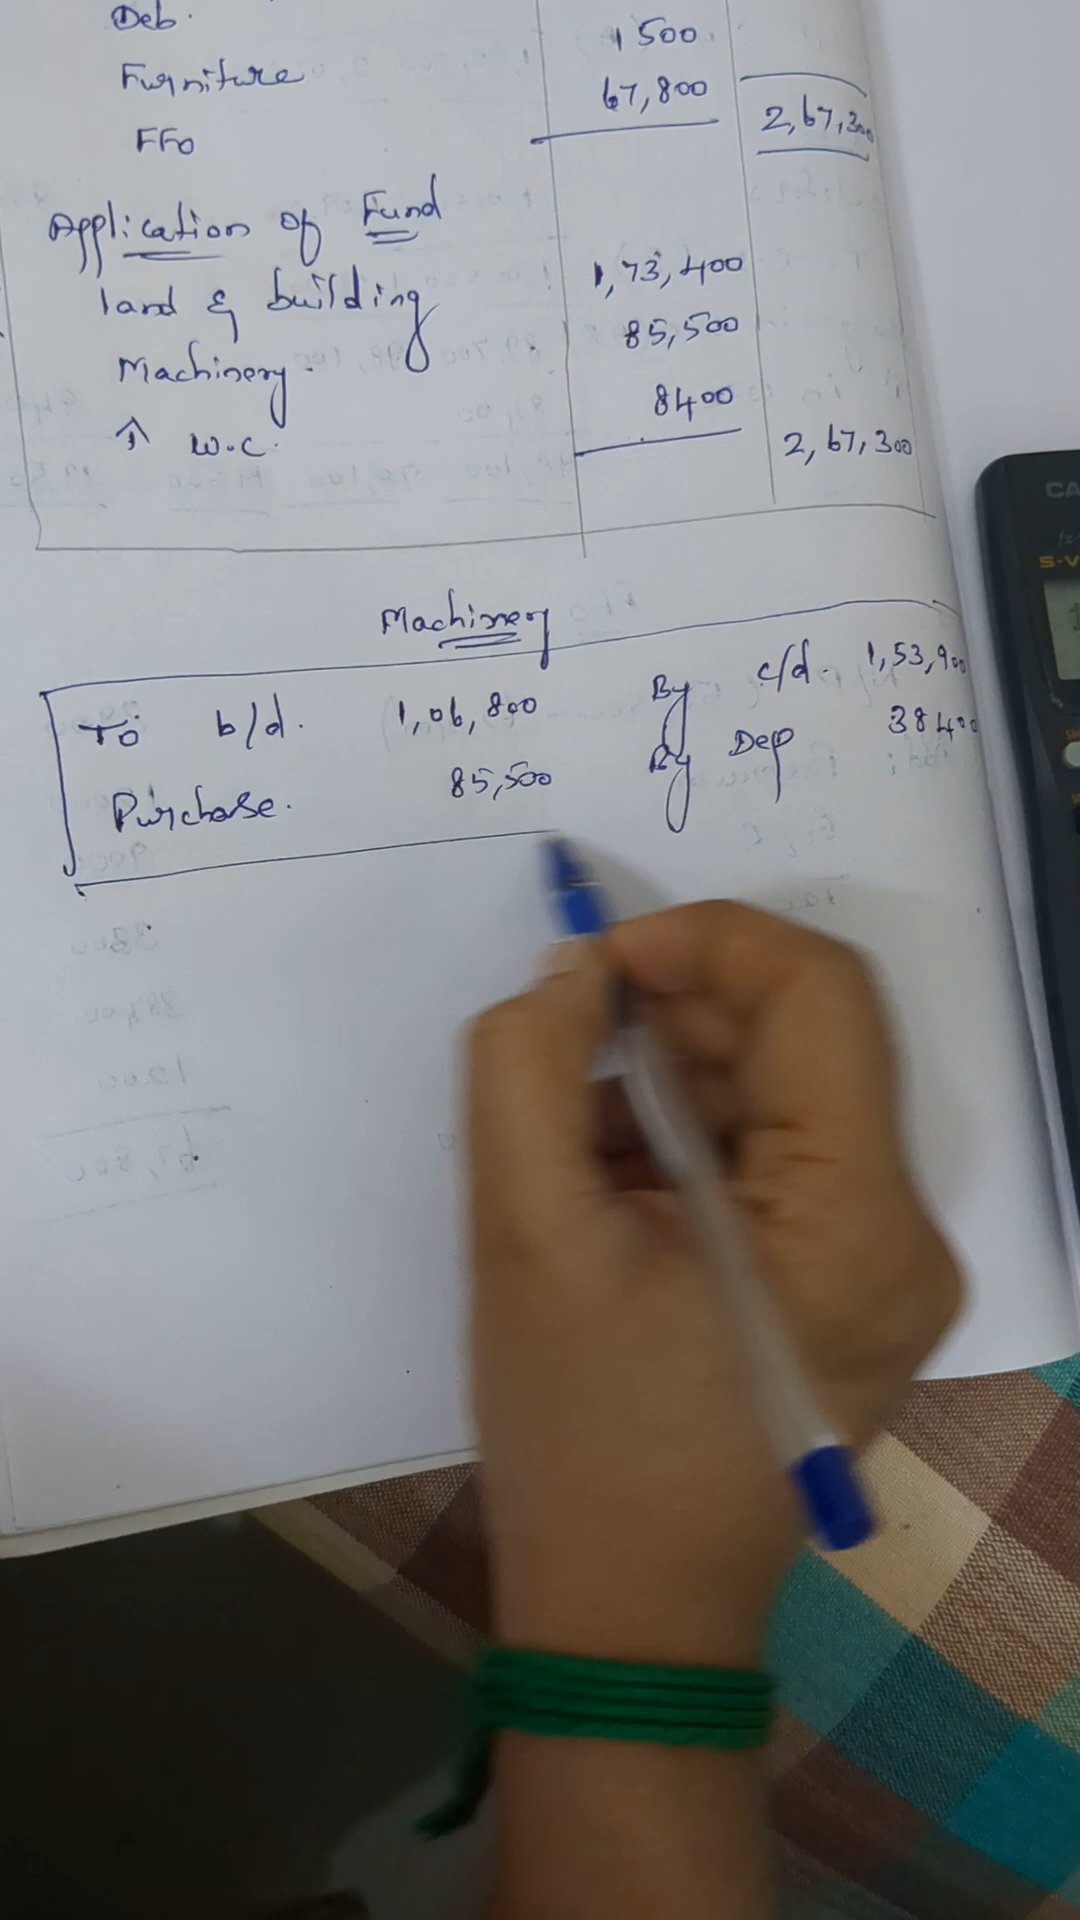 Deb. 1500
Furniture 67,800
FFO 2,67,300
Application of Fund
land & building 1,73,400
Machinery. 85,500
↑ w.c. 8400
2,67,300
Machinery
To b/d. 1,06,800 By c/d. 1,53,900
Purchase. 85,500 By Dep 38400
CA
S-V